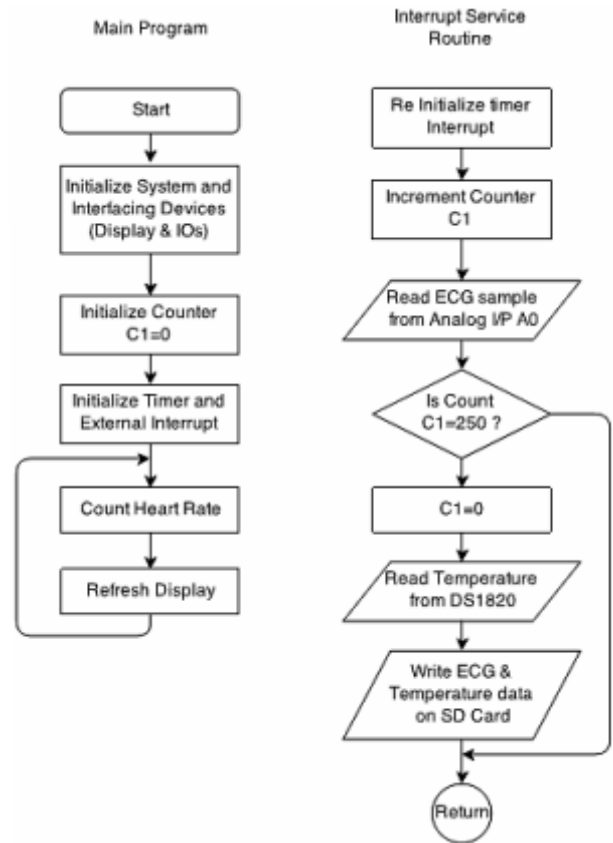 Main Program
Start
Initialize System and
Interfacing Devices
(Display & IOs)
Initialize Counter
C1=0
Initialize Timer and
External Interrupt
Count Heart Rate
Refresh Display
Interrupt Service
Routine
Re Initialize timer
Interrupt
Increment Counter
C1
Read ECG sample
from Analog I/P A0
Is Count
C1=250 ?
C1=0
Read Temperature
from DS1820
Write ECG &
Temperature data
on SD Card
Return